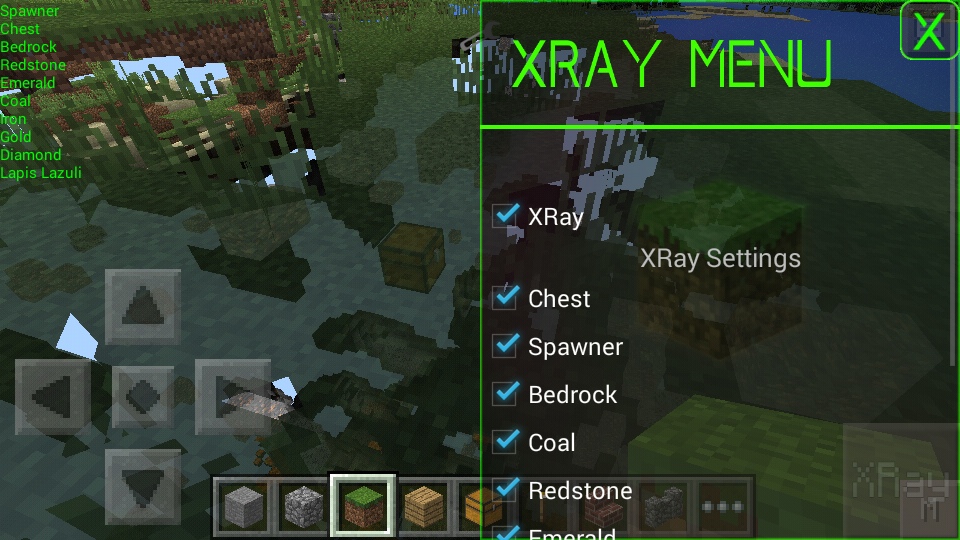 Spawner
Chest
Bedrock
Redstone
Emerald
Coal
Iron
Gold
Diamond
Lapis Lazuli
XRAY MENU
X
XRay
XRay Settings
Chest
Spawner
Bedrock
Coal
Redstone
Emerald
XRay